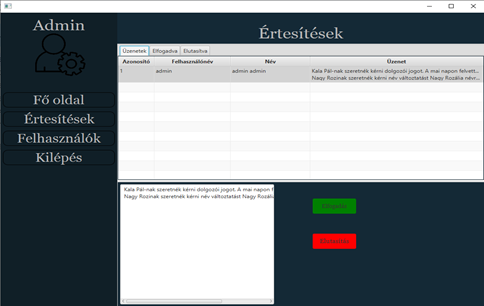 Admin
Fő oldal
Értesítések
Felhasználók
Kilépés
Értesítések
Üzenetek Elfogadva Elutasítva
Azonosító Felhasználónév Név Üzenet
1 admin admin admin Kala Pál-nak szeretnék kérni dolgozói jogot. A mai napon felvett...
Nagy Rozinak szeretnék kérni név változtatást Nagy Rozália névr...
Kala Pál-nak szeretnék kérni dolgozói jogot. A mai napon f
Nagy Rozinak szeretnék kérni név változtatást Nagy Rozália
Elfogadás
Elutasítás